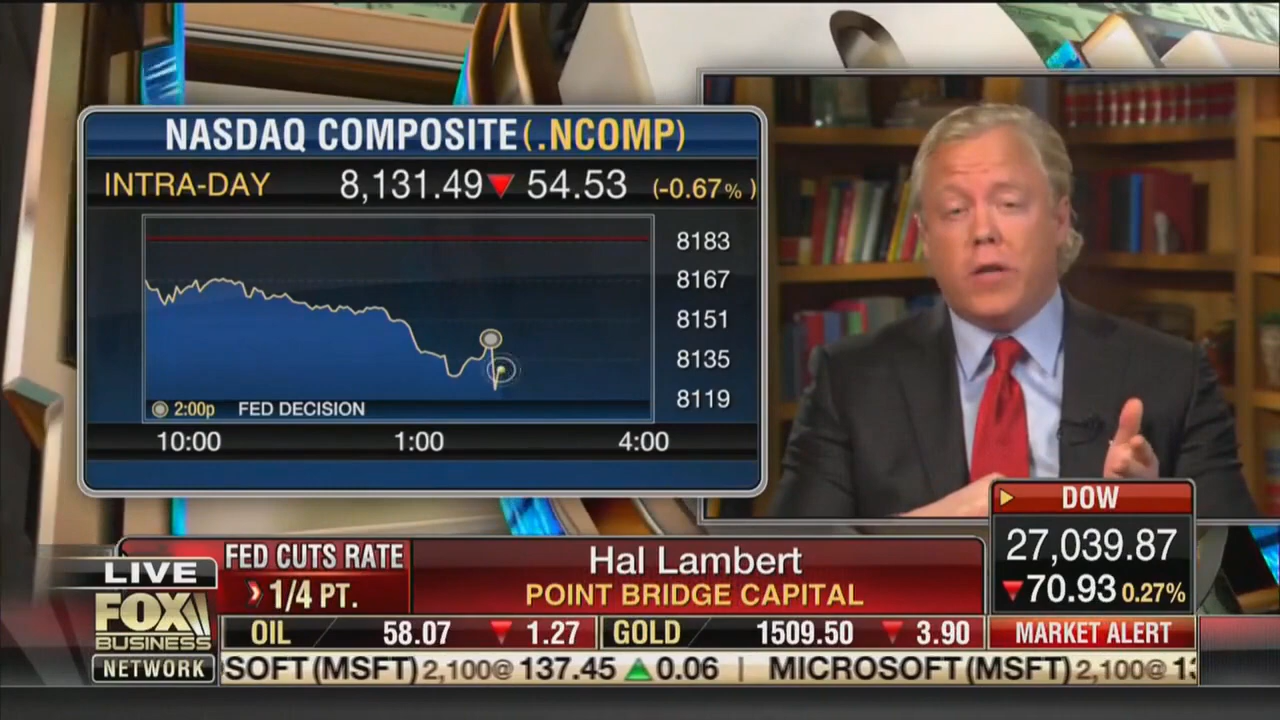 NASDAQ COMPOSITE (.NCOMP)
INTRA-DAY 8,131.49 ▼ 54.53 (-0.67%)
8183
8167
8151
8135
8119
2:00p FED DECISION
10:00 1:00 4:00
DOW
27,039.87
▼70.93 0.27%
MARKET ALERT
FED CUTS RATE
1/4 PT.
Hal Lambert
POINT BRIDGE CAPITAL
LIVE
FOX
BUSINESS
NETWORK
OIL 58.07 ▼ 1.27 GOLD 1509.50 ▼ 3.90
SOFT (MSFT) 2,100@ 137.45 ▲ 0.06 | MICROSOFT (MSFT) 2,100@